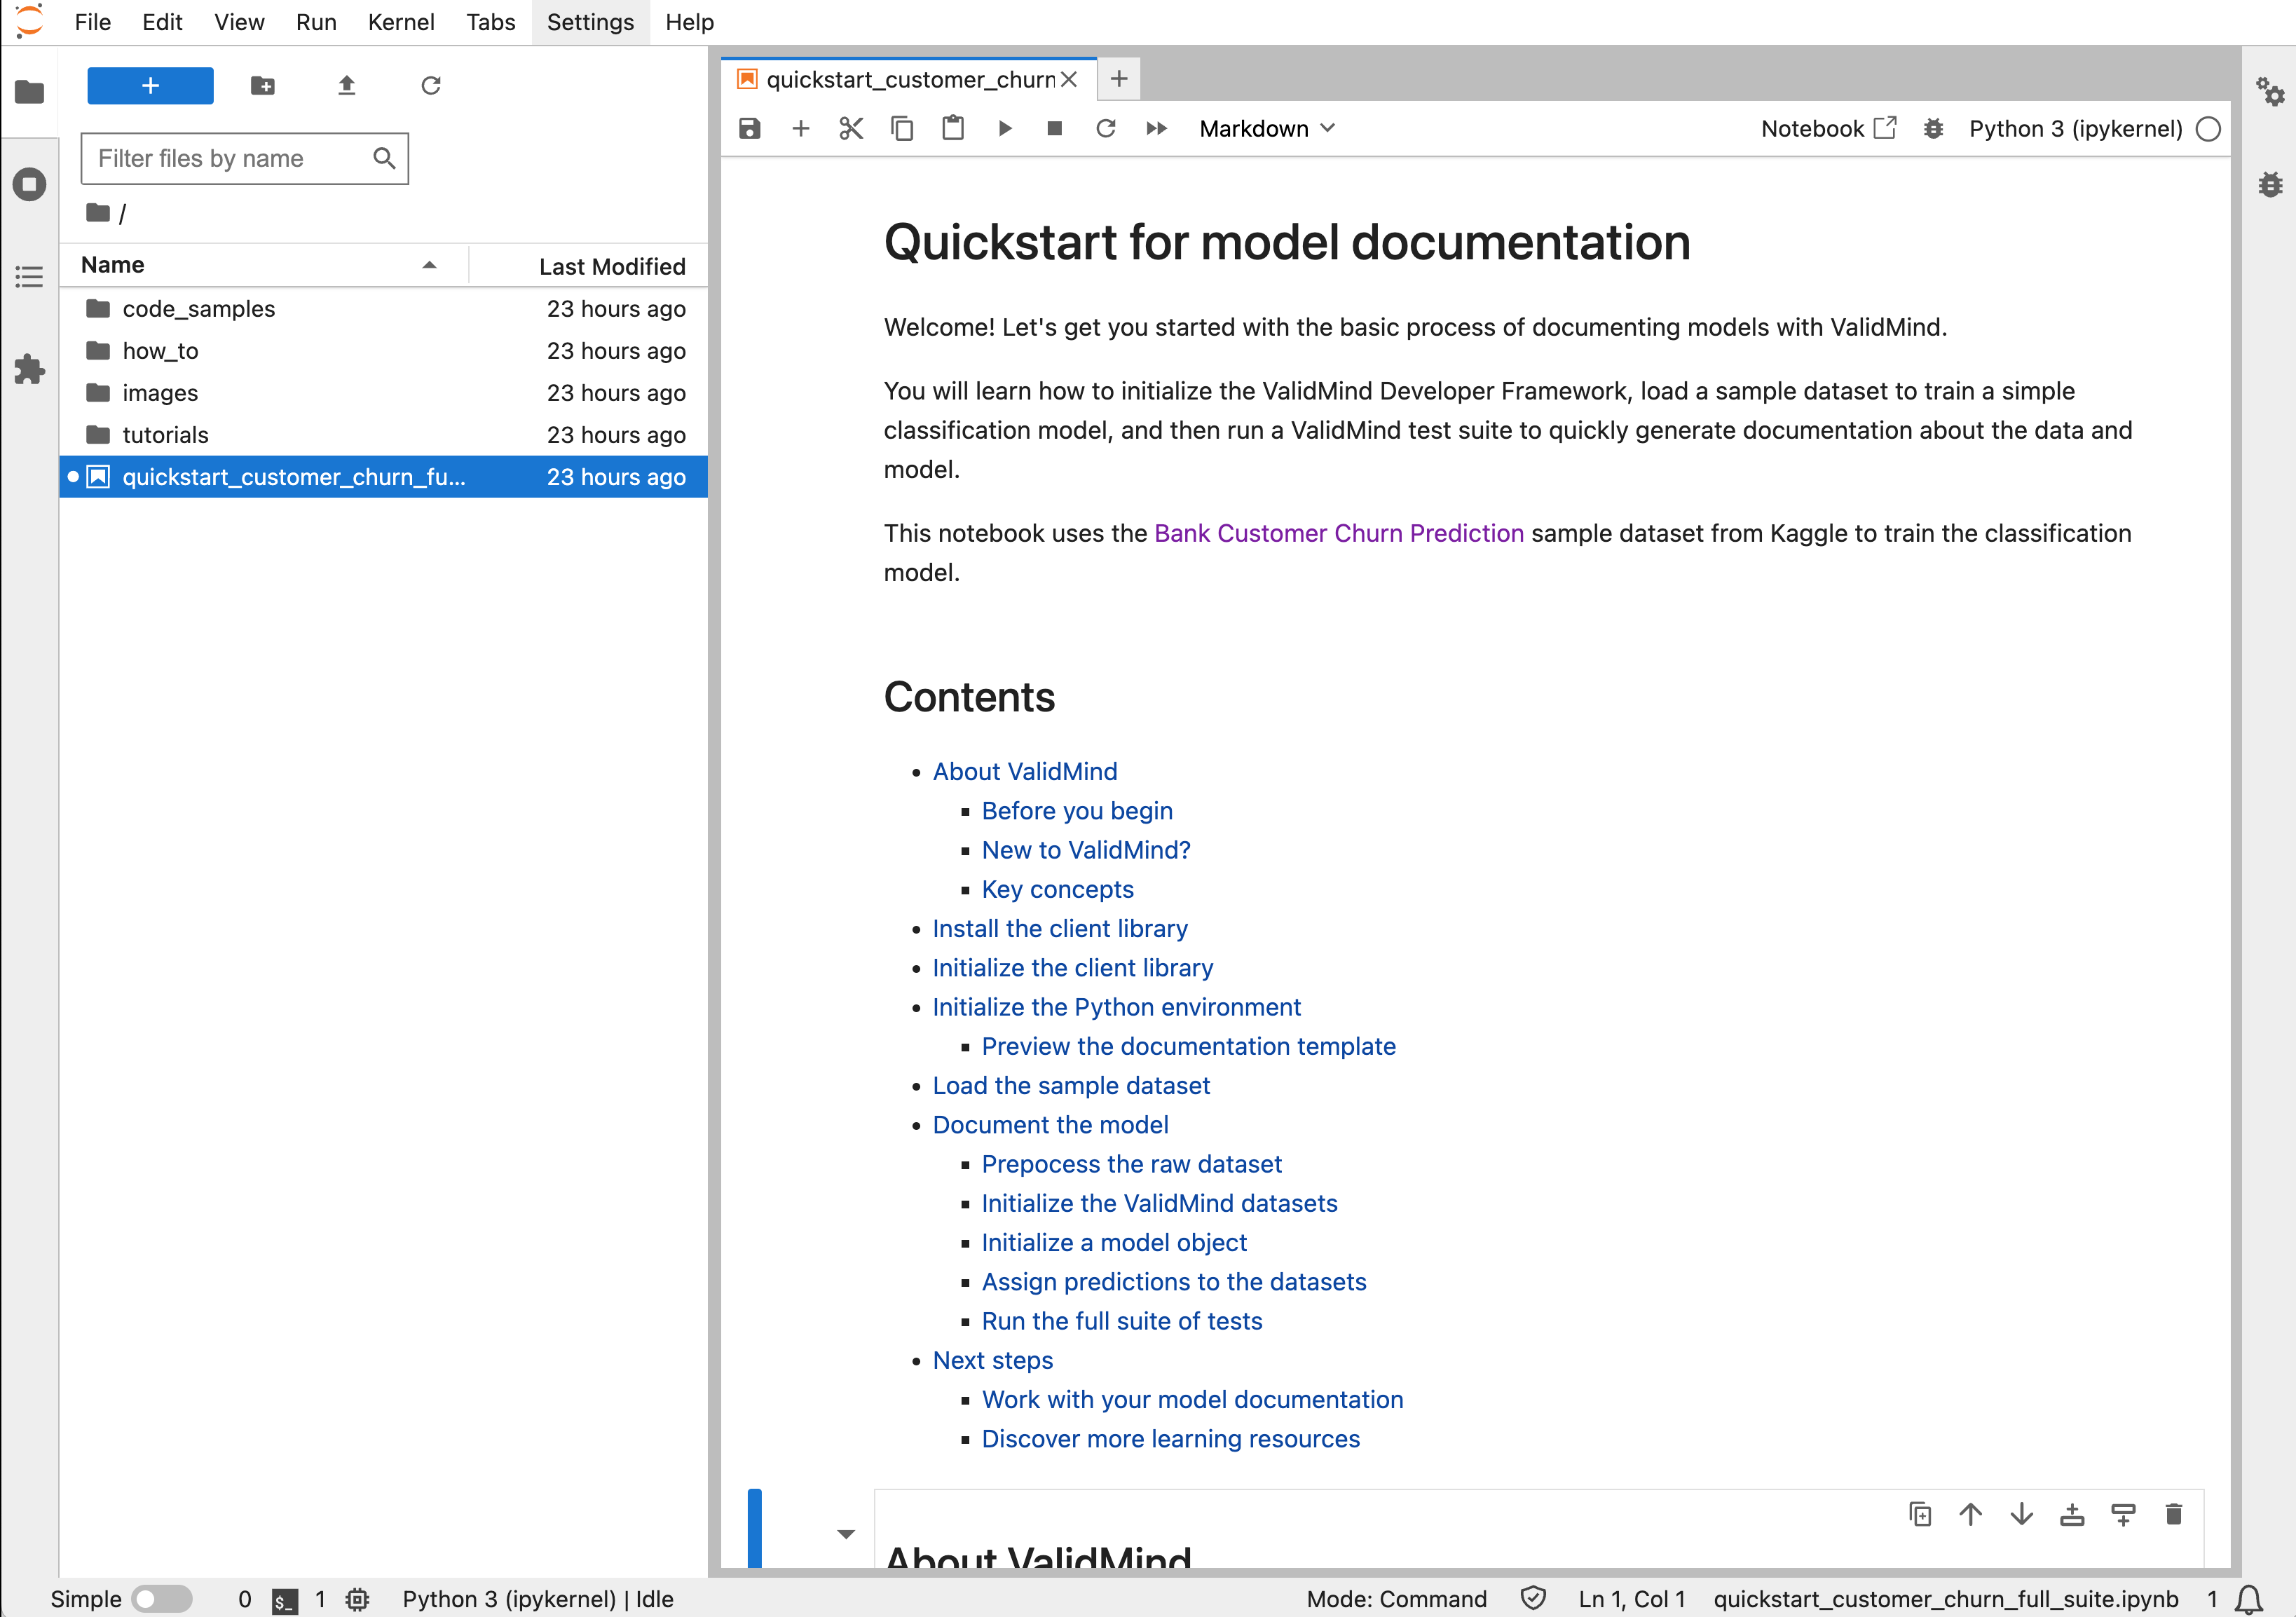 File Edit View Run Kernel Tabs Settings Help
quickstart_customer_churn
Markdown
Notebook
Python 3 (ipykernel)
Filter files by name
/
Name Last Modified
code_samples 23 hours ago
how_to 23 hours ago
images 23 hours ago
tutorials 23 hours ago
quickstart_customer_churn_fu... 23 hours ago
Quickstart for model documentation
Welcome! Let's get you started with the basic process of documenting models with ValidMind.
You will learn how to initialize the ValidMind Developer Framework, load a sample dataset to train a simple
classification model, and then run a ValidMind test suite to quickly generate documentation about the data and
model.
This notebook uses the Bank Customer Churn Prediction sample dataset from Kaggle to train the classification
model.
Contents
About ValidMind
Before you begin
New to ValidMind?
Key concepts
Install the client library
Initialize the client library
Initialize the Python environment
Preview the documentation template
Load the sample dataset
Document the model
Prepocess the raw dataset
Initialize the ValidMind datasets
Initialize a model object
Assign predictions to the datasets
Run the full suite of tests
Next steps
Work with your model documentation
Discover more learning resources
About ValidMind
Simple 0 $_ 1 Python 3 (ipykernel) | Idle Mode: Command Ln 1, Col 1 quickstart_customer_churn_full_suite.ipynb 1